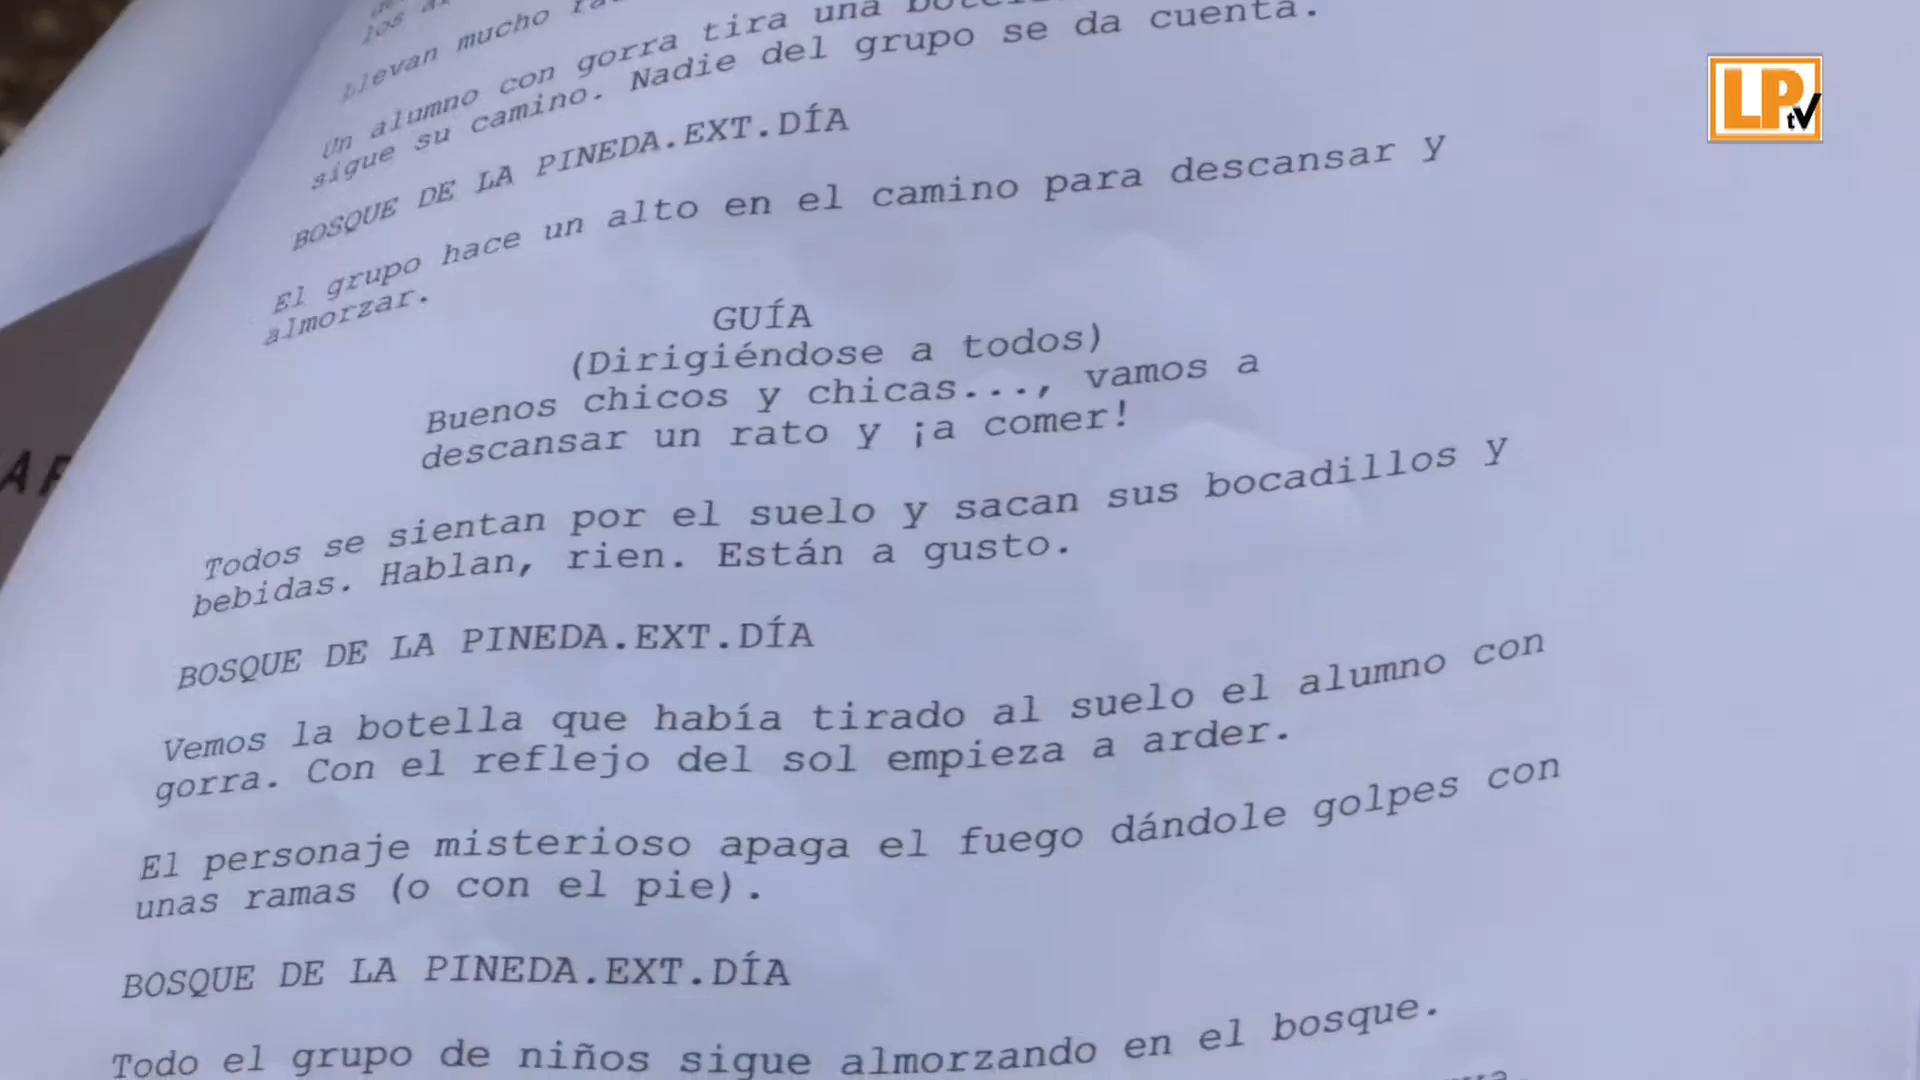 Llevan mucho
Un alumno con gorra tira una
sigue su camino. Nadie del grupo se da cuenta.
BOSQUE DE LA PINEDA.EXT.DÍA
El grupo hace un alto en el camino para descansar y
almorzar.
GUÍA
(Dirigiéndose a todos)
Buenos chicos y chicas..., vamos a
descansar un rato y ¡a comer!
Todos se sientan por el suelo y sacan sus bocadillos y
bebidas. Hablan, rien. Están a gusto.
BOSQUE DE LA PINEDA.EXT.DÍA
Vemos la botella que había tirado al suelo el alumno con
gorra. Con el reflejo del sol empieza a arder.
El personaje misterioso apaga el fuego dándole golpes con
unas ramas (o con el pie).
BOSQUE DE LA PINEDA.EXT.DÍA
Todo el grupo de niños sigue almorzando en el bosque.
LPtv